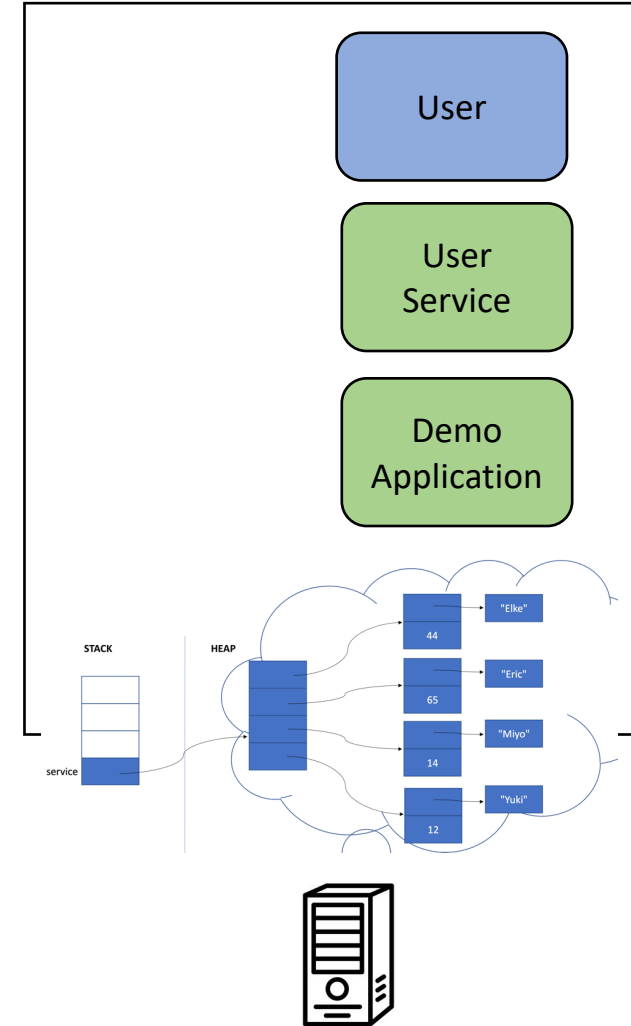 User
User
Service
Demo
Application
STACK
HEAP
service
44
"Elke"
65
"Eric"
14
"Miyo"
12
"Yuki"